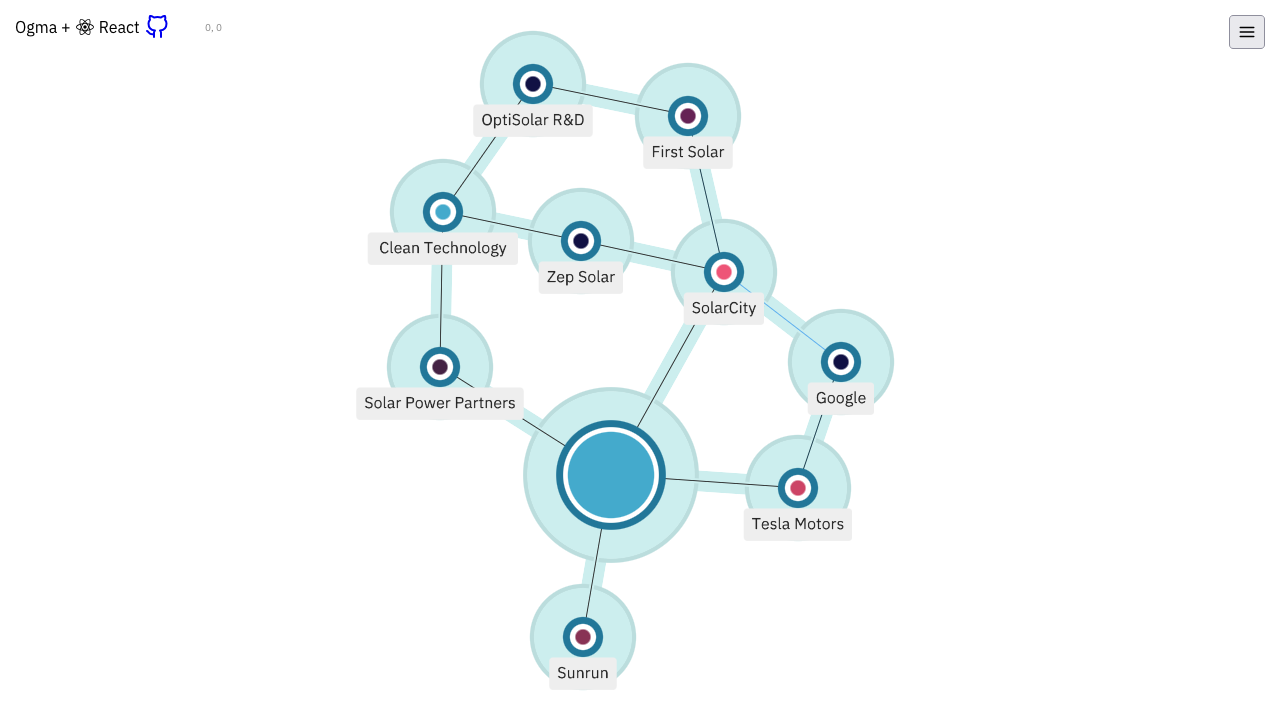 Ogma + React
0, 0
OptiSolar R&D
First Solar
Clean Technology
Zep Solar
SolarCity
Google
Solar Power Partners
Tesla Motors
Sunrun